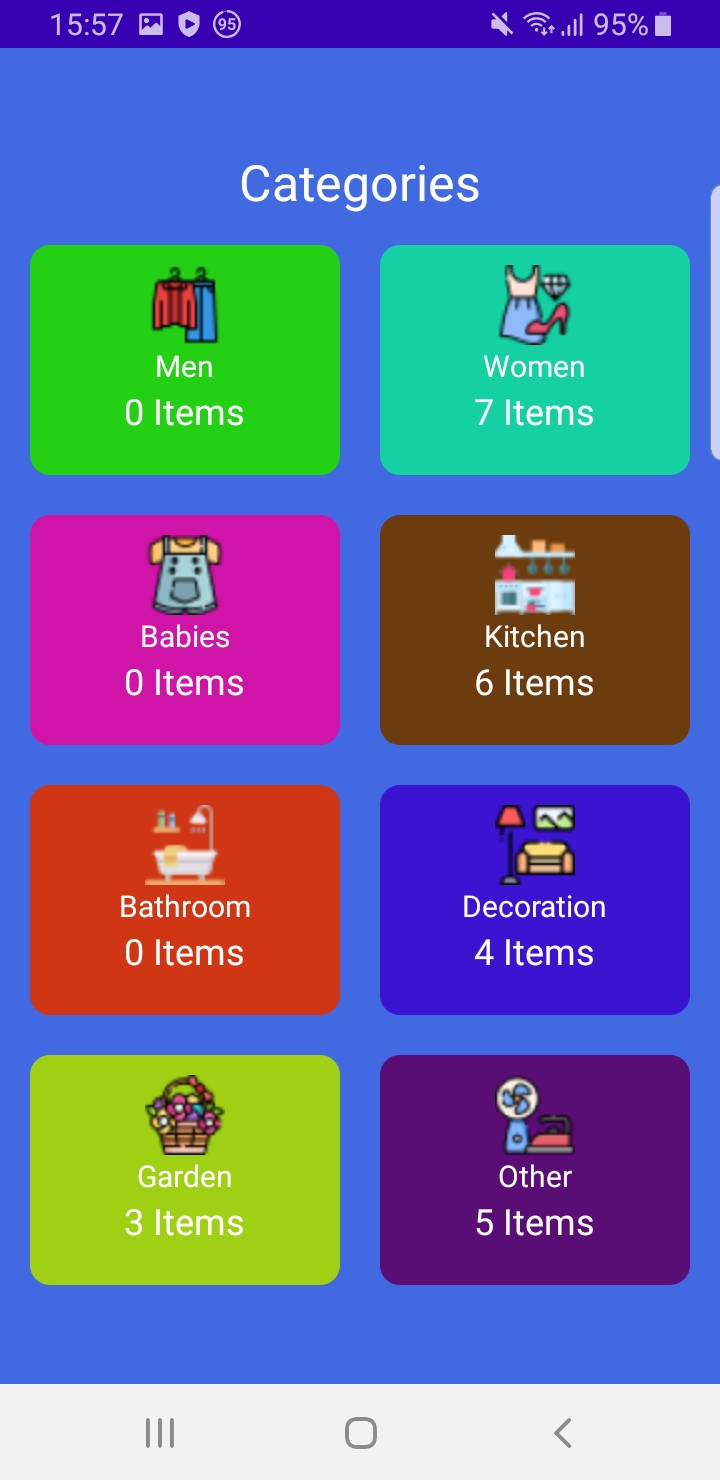 15:57 95 95%
Categories
Men
0 Items
Women
7 Items
Babies
0 Items
Kitchen
6 Items
Bathroom
0 Items
Decoration
4 Items
Garden
3 Items
Other
5 Items